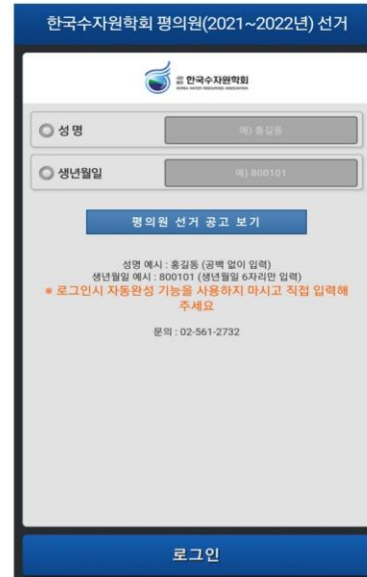 한국수자원학회 평의원(2021~2022년) 선거
한국수자원학회
KOREA WATER RESOURCES ASSOCIATION
성 명
예) 홍길동
생년월일
예) 800101
평의원 선거 공고 보기
성명 예시 : 홍길동 (공백 없이 입력)
생년월일 예시 : 800101 (생년월일 6자리만 입력)
※ 로그인시 자동완성 기능을 사용하지 마시고 직접 입력해
주세요
문의 : 02-561-2732
로그인